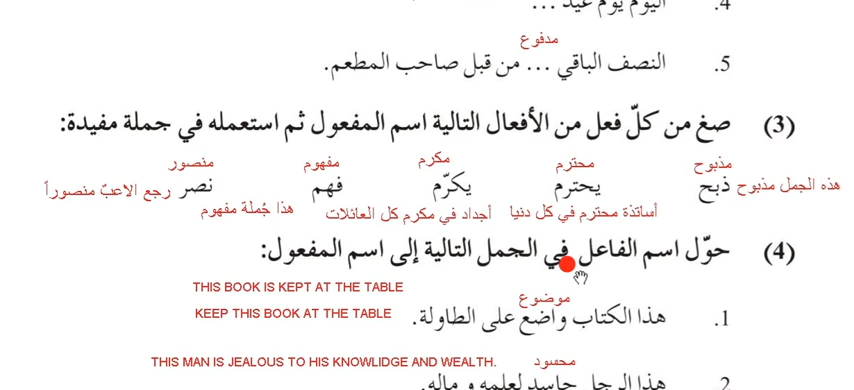 4. اليوم يوم عيد ...
مدفوع
5. النصف الباقي ... من قبل صاحب المطعم.
(3) صغ من كلّ فعل من الأفعال التالية اسم المفعول ثم استعمله في جملة مفيدة:
مذبوح محترم مكرم مفهوم منصور
ذبح يحترم يكرّم فهم نصر
هذه الجمل مذبوح أساتذة محترم في كل دنيا أجداد في مكرم كل العائلات هذا جُملة مفهوم رجع الاعبٌ منصوراً
(4) حوّل اسم الفاعل في الجمل التالية إلى اسم المفعول:
THIS BOOK IS KEPT AT THE TABLE
موضوع
1. هذا الكتاب واضع على الطاولة.
KEEP THIS BOOK AT THE TABLE
محسود
THIS MAN IS JEALOUS TO HIS KNOWLIDGE AND WEALTH.
2. هذا الرجل حاسد لعلمه و ماله.